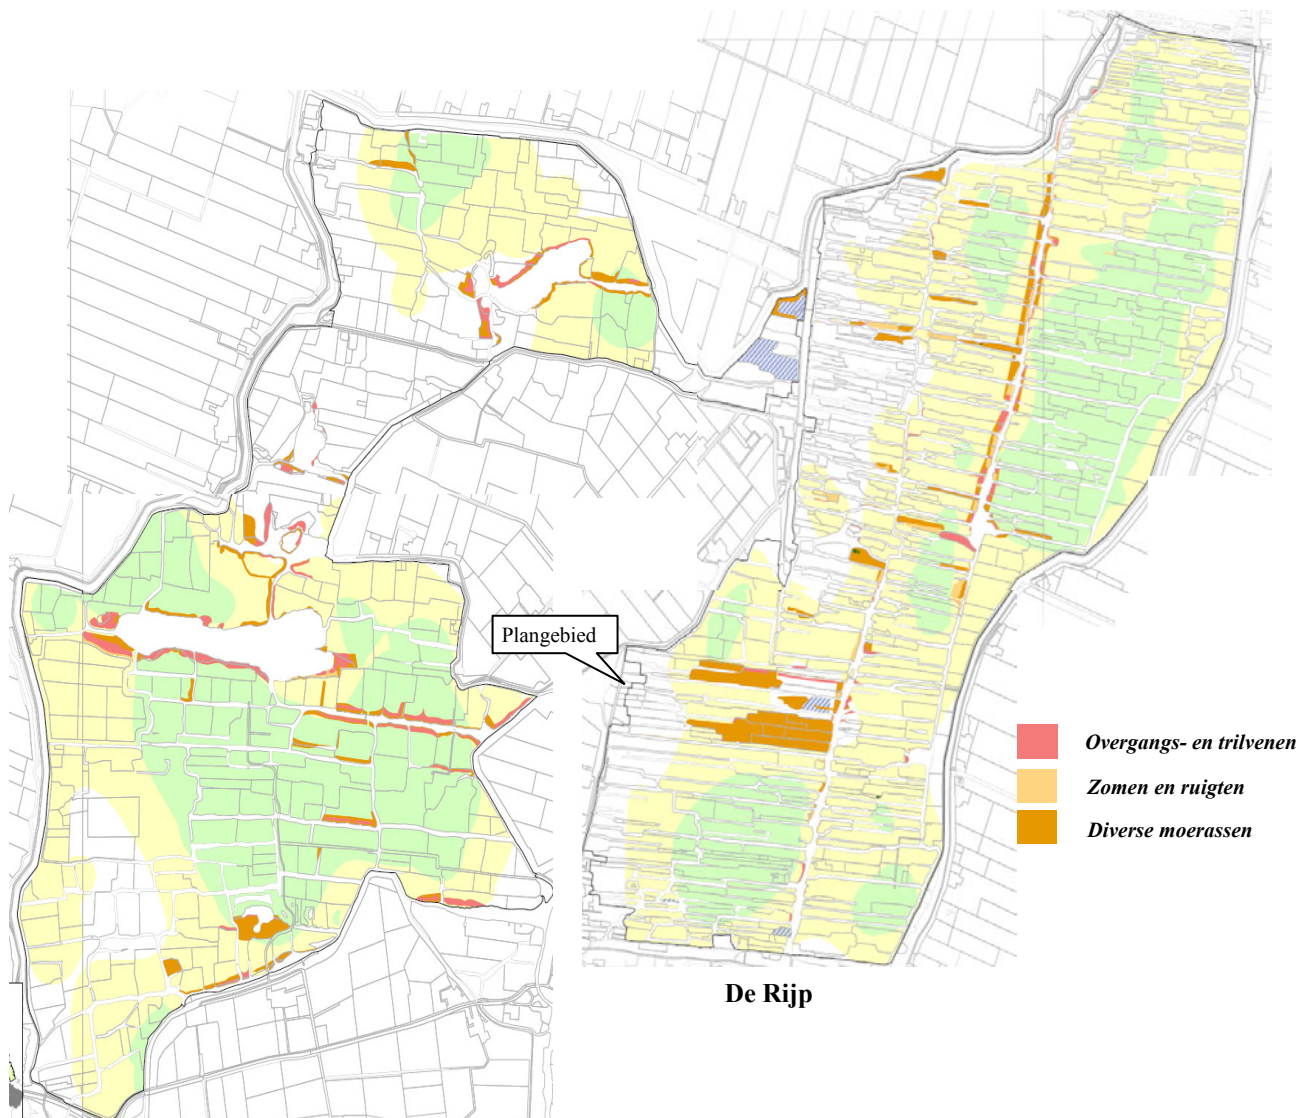 Plangebied
Overgangs- en trilvenen
Zomen en ruigten
Diverse moerassen
De Rijp